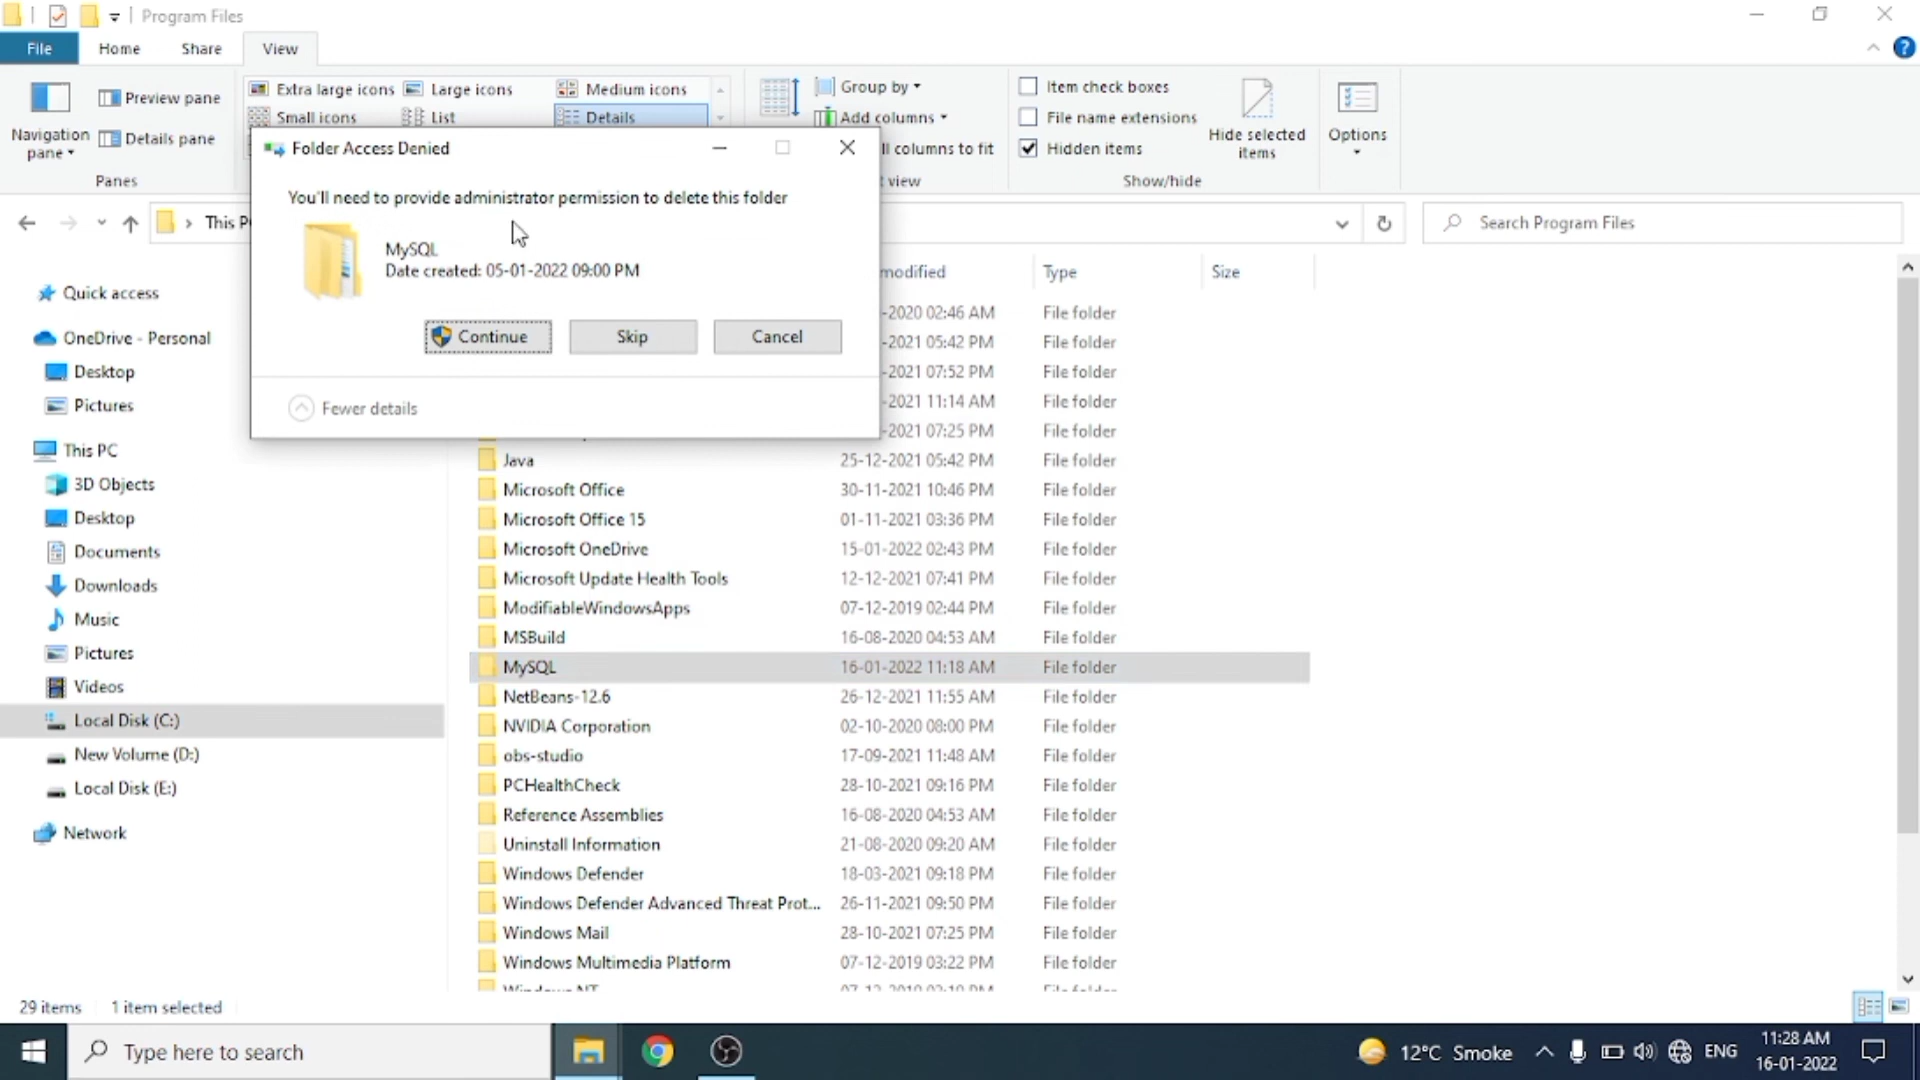 Program Files
File
Home
Share
View
Navigation pane
Preview pane
Details pane
Panes
Extra large icons
Large icons
Medium icons
Small icons
List
Details
Group by
Add columns
ll columns to fit
t view
Item check boxes
File name extensions
Hidden items
Hide selected items
Show/hide
Options
Folder Access Denied
You'll need to provide administrator permission to delete this folder
MySQL
Date created: 05-01-2022 09:00 PM
Continue
Skip
Cancel
Fewer details
This P
Search Program Files
Quick access
OneDrive - Personal
Desktop
Pictures
This PC
3D Objects
Desktop
Documents
Downloads
Music
Pictures
Videos
Local Disk (C:)
New Volume (D:)
Local Disk (E:)
Network
modified Type Size
-2020 02:46 AM File folder
-2021 05:42 PM File folder
-2021 07:52 PM File folder
-2021 11:14 AM File folder
-2021 07:25 PM File folder
Java 25-12-2021 05:42 PM File folder
Microsoft Office 30-11-2021 10:46 PM File folder
Microsoft Office 15 01-11-2021 03:36 PM File folder
Microsoft OneDrive 15-01-2022 02:43 PM File folder
Microsoft Update Health Tools 12-12-2021 07:41 PM File folder
ModifiableWindowsApps 07-12-2019 02:44 PM File folder
MSBuild 16-08-2020 04:53 AM File folder
MySQL 16-01-2022 11:18 AM File folder
NetBeans-12.6 26-12-2021 11:55 AM File folder
NVIDIA Corporation 02-10-2020 08:00 PM File folder
obs-studio 17-09-2021 11:48 AM File folder
PCHealthCheck 28-10-2021 09:16 PM File folder
Reference Assemblies 16-08-2020 04:53 AM File folder
Uninstall Information 21-08-2020 09:20 AM File folder
Windows Defender 18-03-2021 09:18 PM File folder
Windows Defender Advanced Threat Prot... 26-11-2021 09:50 PM File folder
Windows Mail 28-10-2021 07:25 PM File folder
Windows Multimedia Platform 07-12-2019 03:22 PM File folder
29 items 1 item selected
Type here to search
12°C Smoke
ENG
11:28 AM
16-01-2022